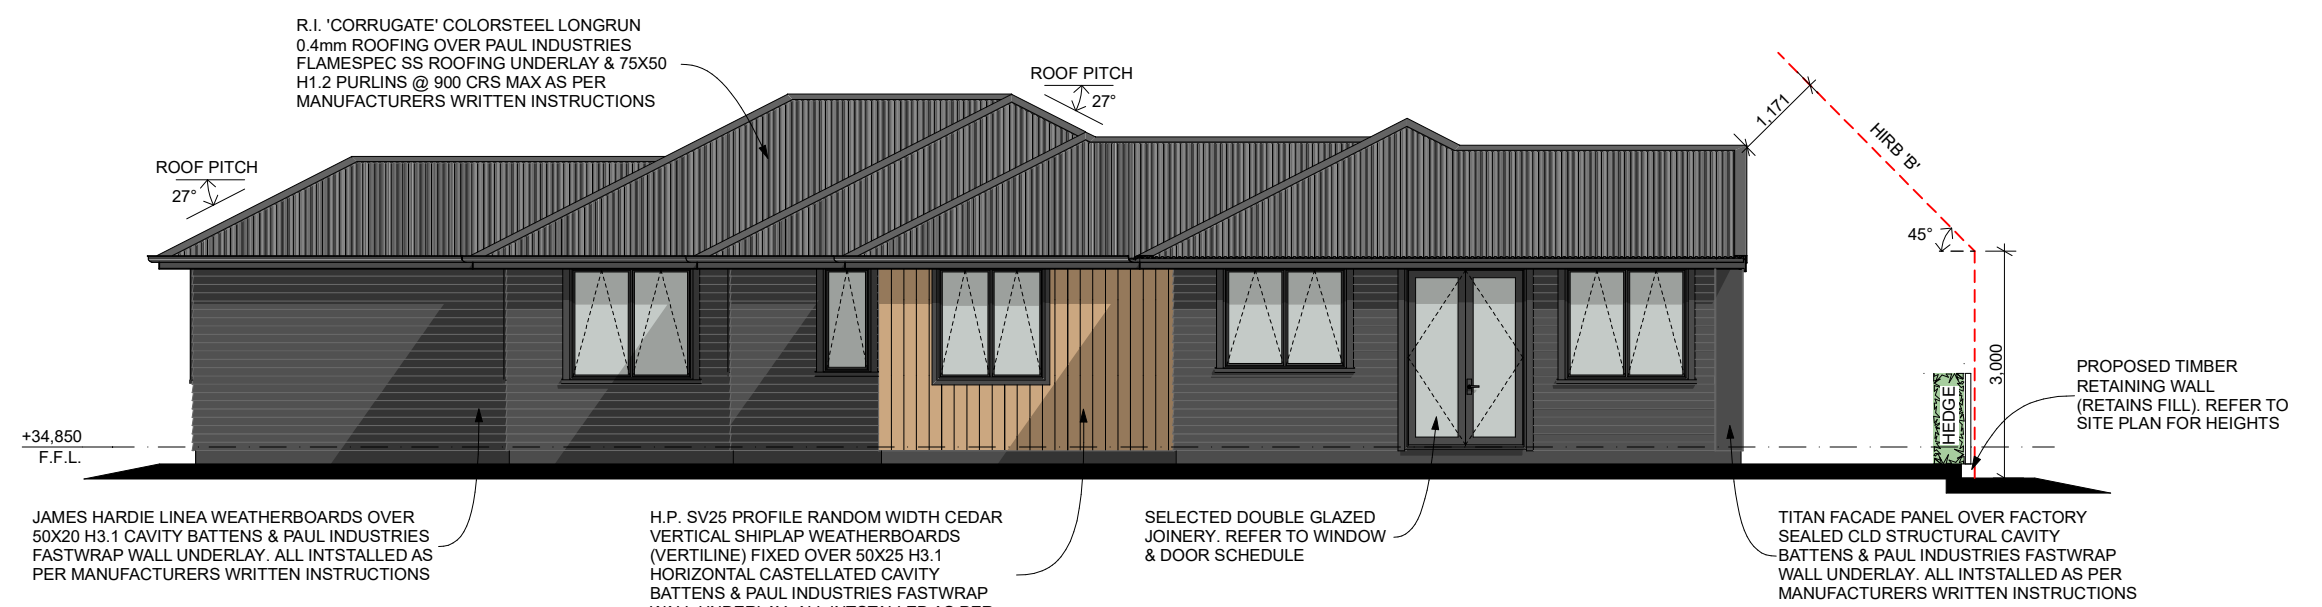 R.I. 'CORRUGATE' COLORSTEEL LONGRUN
0.4mm ROOFING OVER PAUL INDUSTRIES
FLAMESPEC SS ROOFING UNDERLAY & 75X50
H1.2 PURLINS @ 900 CRS MAX AS PER
MANUFACTURERS WRITTEN INSTRUCTIONS
ROOF PITCH
27°
ROOF PITCH
27°
1,171
HIRB 'B'
45°
3,000
HEDGE
PROPOSED TIMBER
RETAINING WALL
(RETAINS FILL). REFER TO
SITE PLAN FOR HEIGHTS
+34,850
F.F.L.
JAMES HARDIE LINEA WEATHERBOARDS OVER
50X20 H3.1 CAVITY BATTENS & PAUL INDUSTRIES
FASTWRAP WALL UNDERLAY. ALL INTSTALLED AS
PER MANUFACTURERS WRITTEN INSTRUCTIONS
H.P. SV25 PROFILE RANDOM WIDTH CEDAR
VERTICAL SHIPLAP WEATHERBOARDS
(VERTILINE) FIXED OVER 50X25 H3.1
HORIZONTAL CASTELLATED CAVITY
BATTENS & PAUL INDUSTRIES FASTWRAP
WALL UNDERLAY. ALL INTSTALLED AS PER
SELECTED DOUBLE GLAZED
JOINERY. REFER TO WINDOW
& DOOR SCHEDULE
TITAN FACADE PANEL OVER FACTORY
SEALED CLD STRUCTURAL CAVITY
BATTENS & PAUL INDUSTRIES FASTWRAP
WALL UNDERLAY. ALL INTSTALLED AS PER
MANUFACTURERS WRITTEN INSTRUCTIONS